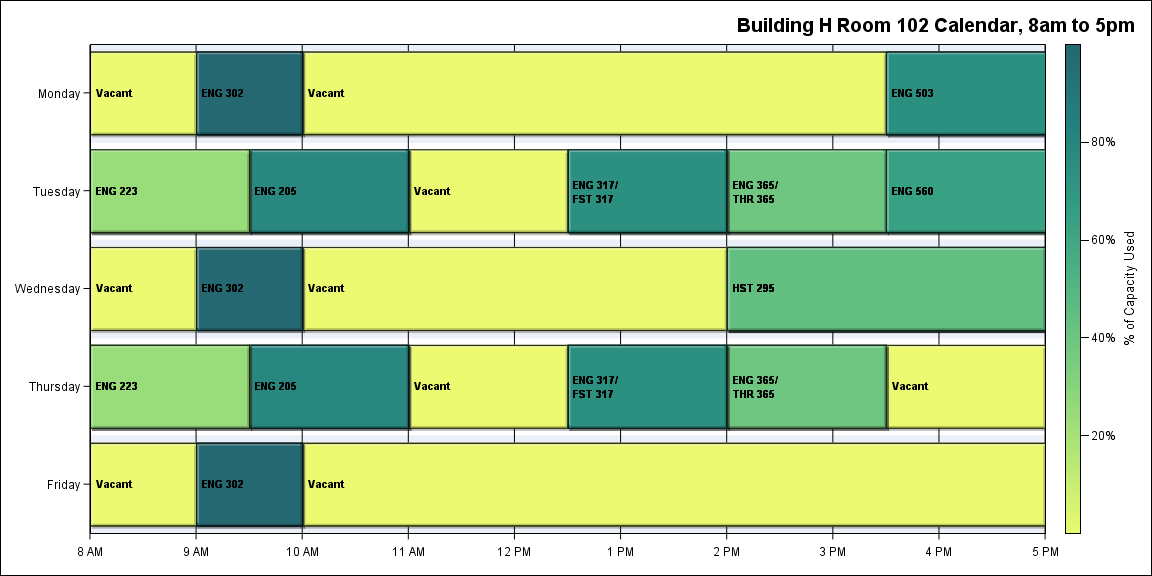 Building H Room 102 Calendar, 8am to 5pm
Monday
Vacant
ENG 302
Vacant
ENG 503
Tuesday
ENG 223
ENG 205
Vacant
ENG 317/
FST 317
ENG 365/
THR 365
ENG 560
Wednesday
Vacant
ENG 302
Vacant
HST 295
Thursday
ENG 223
ENG 205
Vacant
ENG 317/
FST 317
ENG 365/
THR 365
Vacant
Friday
Vacant
ENG 302
Vacant
8 AM
9 AM
10 AM
11 AM
12 PM
1 PM
2 PM
3 PM
4 PM
5 PM
80%
60%
40%
20%
% of Capacity Used